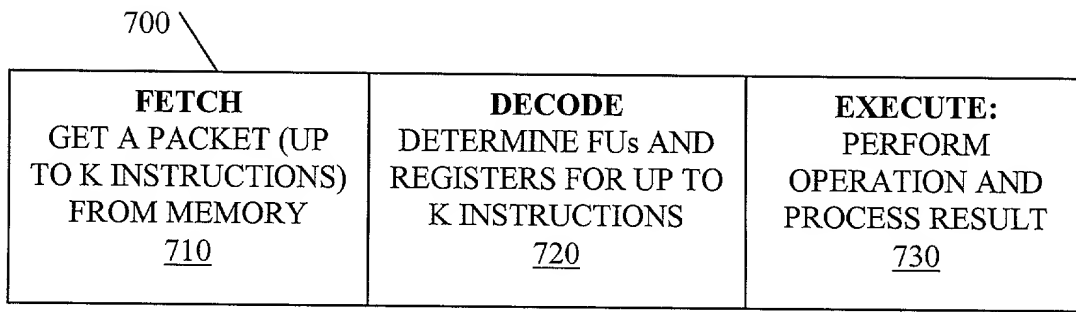 700
FETCH
GET A PACKET (UP
TO K INSTRUCTIONS)
FROM MEMORY
710
DECODE
DETERMINE FUs AND
REGISTERS FOR UP TO
K INSTRUCTIONS
720
EXECUTE:
PERFORM
OPERATION AND
PROCESS RESULT
730